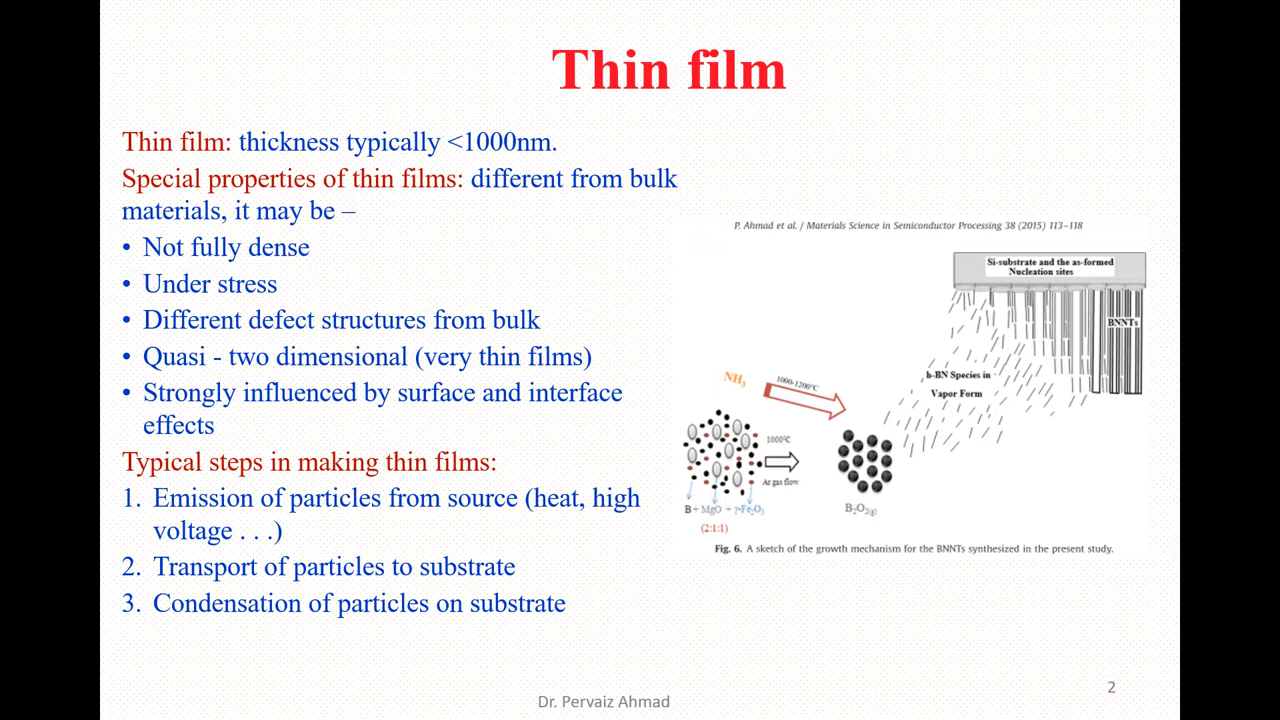 Thin film
Thin film: thickness typically <1000nm.
Special properties of thin films: different from bulk
materials, it may be –
• Not fully dense
• Under stress
• Different defect structures from bulk
• Quasi - two dimensional (very thin films)
• Strongly influenced by surface and interface
effects
Typical steps in making thin films:
1. Emission of particles from source (heat, high
voltage . . .)
2. Transport of particles to substrate
3. Condensation of particles on substrate
P. Ahmad et al. / Materials Science in Semiconductor Processing 38 (2015) 113–118
Si-substrate and the as-formed
Nucleation sites
BNNTs
h-BN Species in
Vapor Form
NH3
1000-1200°C
1000°C
Ar gas flow
B + MgO + γ-Fe2O3
(2:1:1)
B2O2(g)
Fig. 6. A sketch of the growth mechanism for the BNNTs synthesized in the present study.
Dr. Pervaiz Ahmad
2